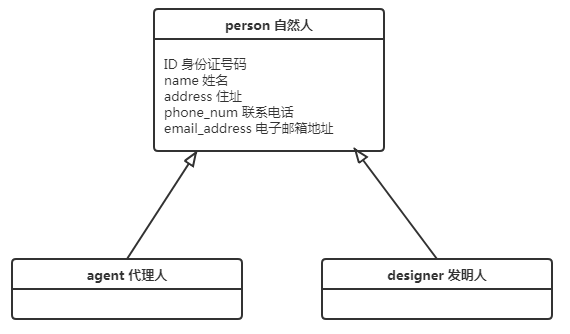 person 自然人
ID 身份证号码
name 姓名
address 住址
phone_num 联系电话
email_address 电子邮箱地址
agent 代理人
designer 发明人